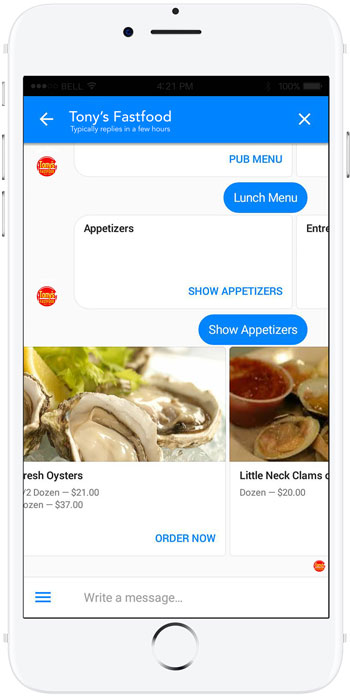 BELL
4:21 PM
100%
Tony's Fastfood
Typically replies in a few hours
PUB MENU
Tony's
Lunch Menu
Appetizers
Entre
SHOW APPETIZERS
Tony's
Show Appetizers
resh Oysters
/2 Dozen — $21.00
ozen — $37.00
ORDER NOW
Little Neck Clams o
Dozen — $20.00
Write a message...